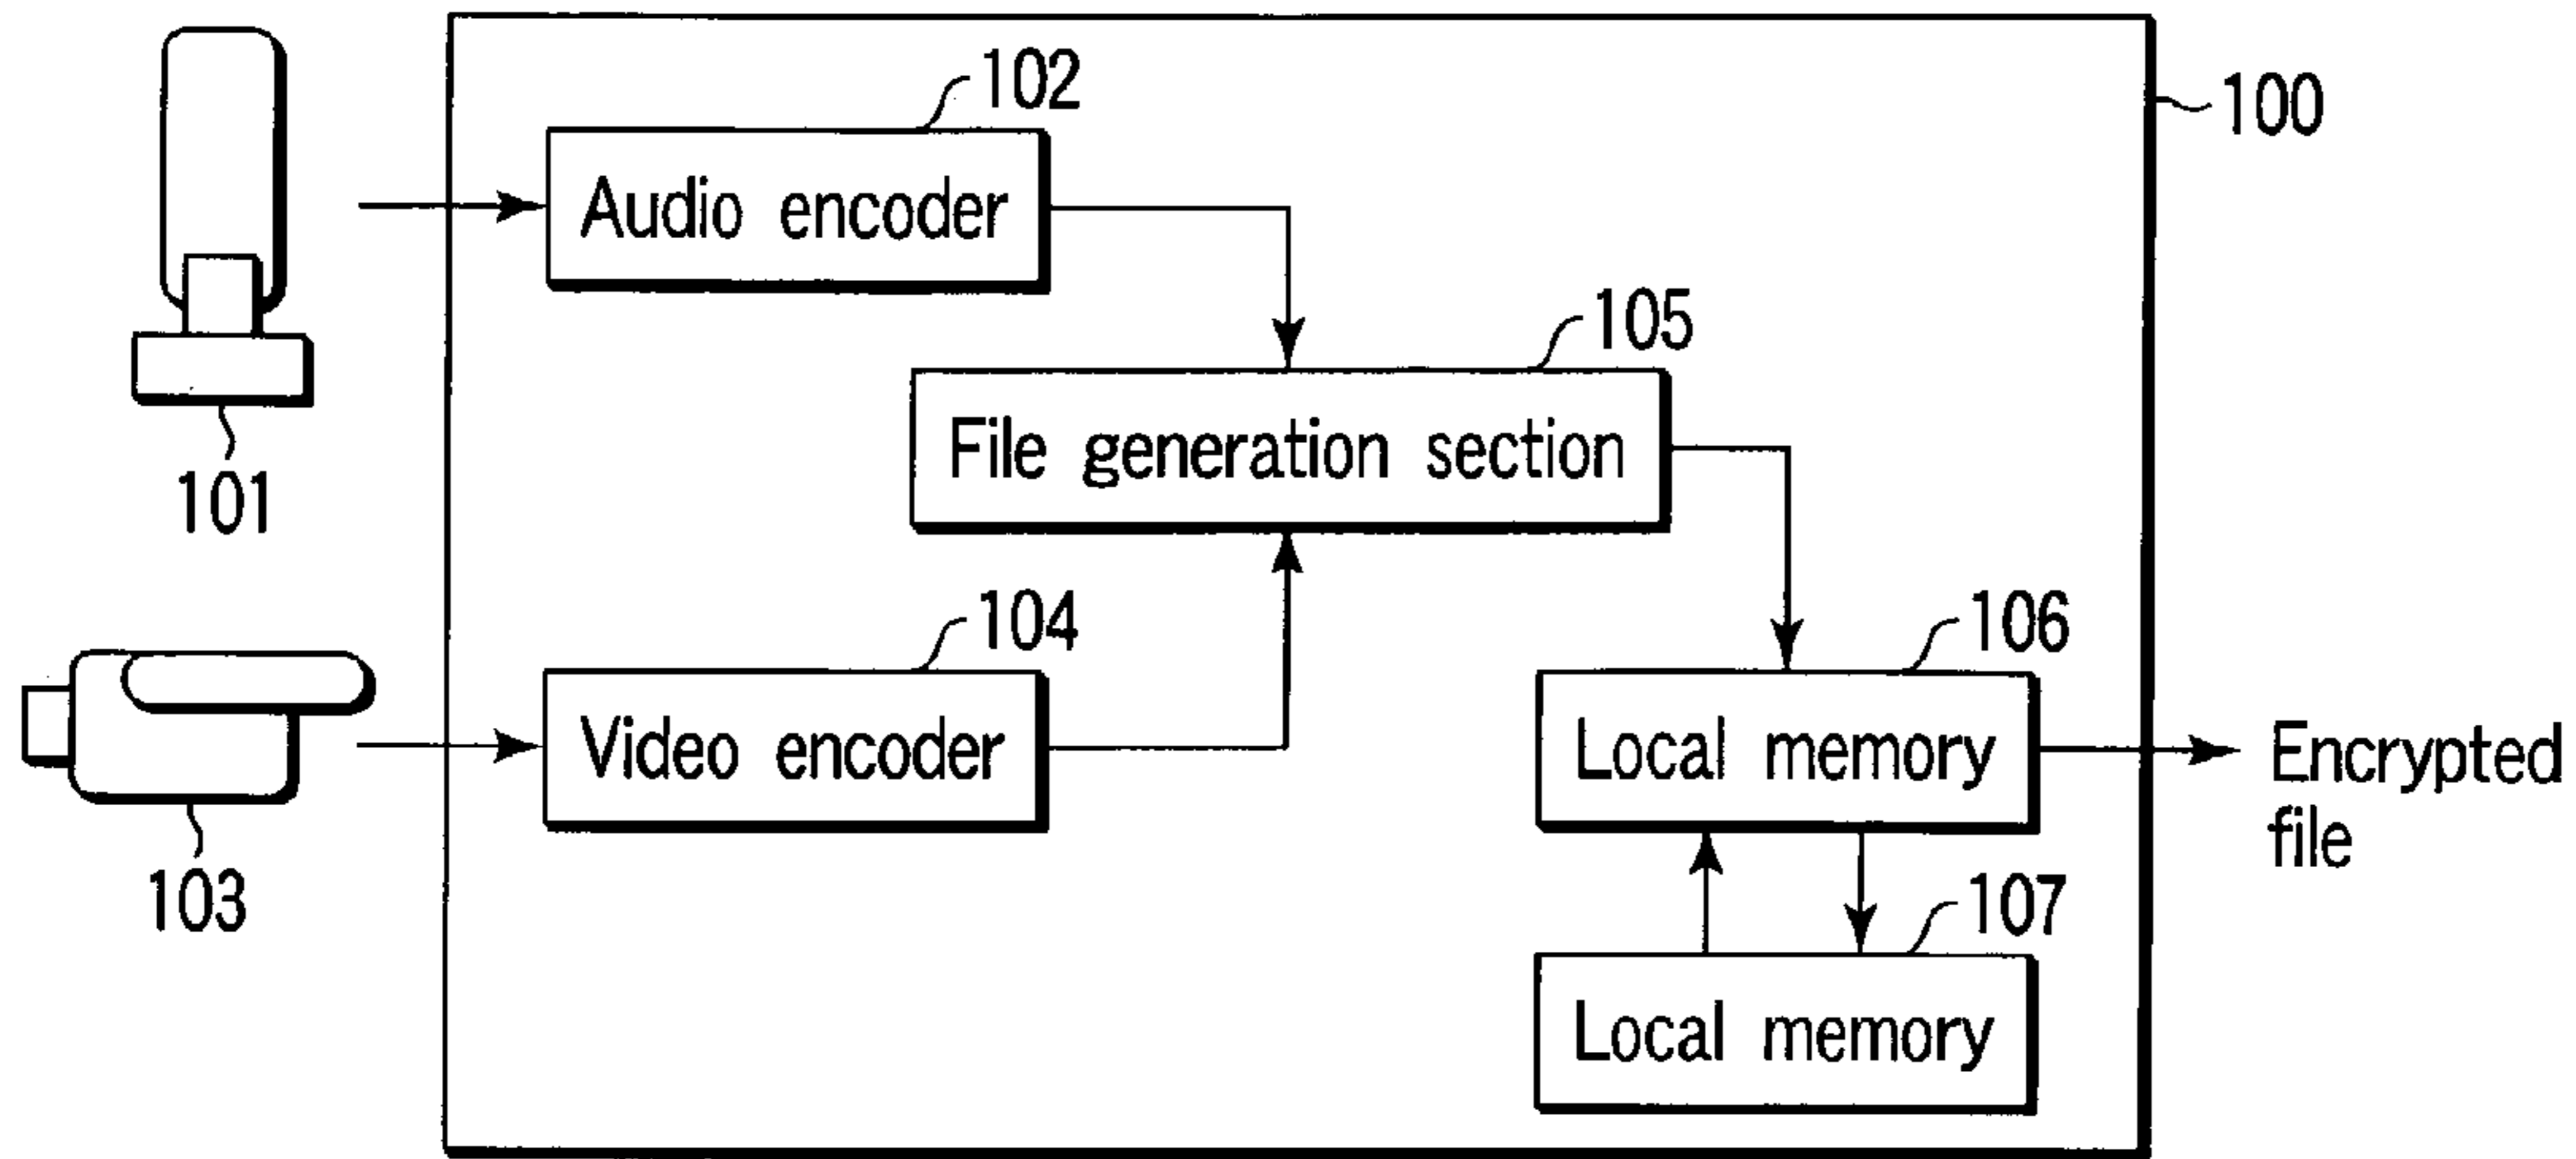 102
100
Audio encoder
105
101
File generation section
104
106
Video encoder
Local memory
Encrypted
file
103
107
Local memory